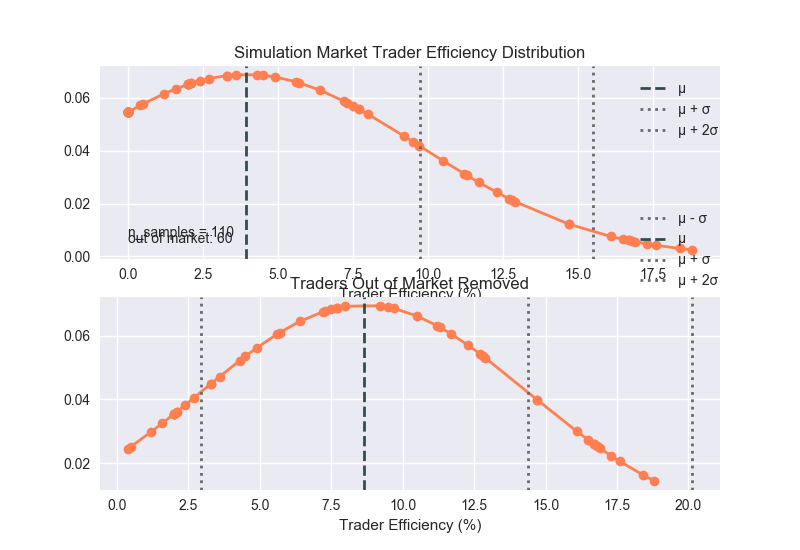 Simulation Market Trader Efficiency Distribution
0.06
0.04
0.02
0.00
μ
μ + σ
μ + 2σ
n_samples = 110
out of market: 60
0.0 2.5 5.0 7.5 10.0 12.5 15.0 17.5
Trader Efficiency (%)
μ - σ
μ
μ + σ
μ + 2σ
Traders Out of Market Removed
0.06
0.04
0.02
0.0 2.5 5.0 7.5 10.0 12.5 15.0 17.5 20.0
Trader Efficiency (%)